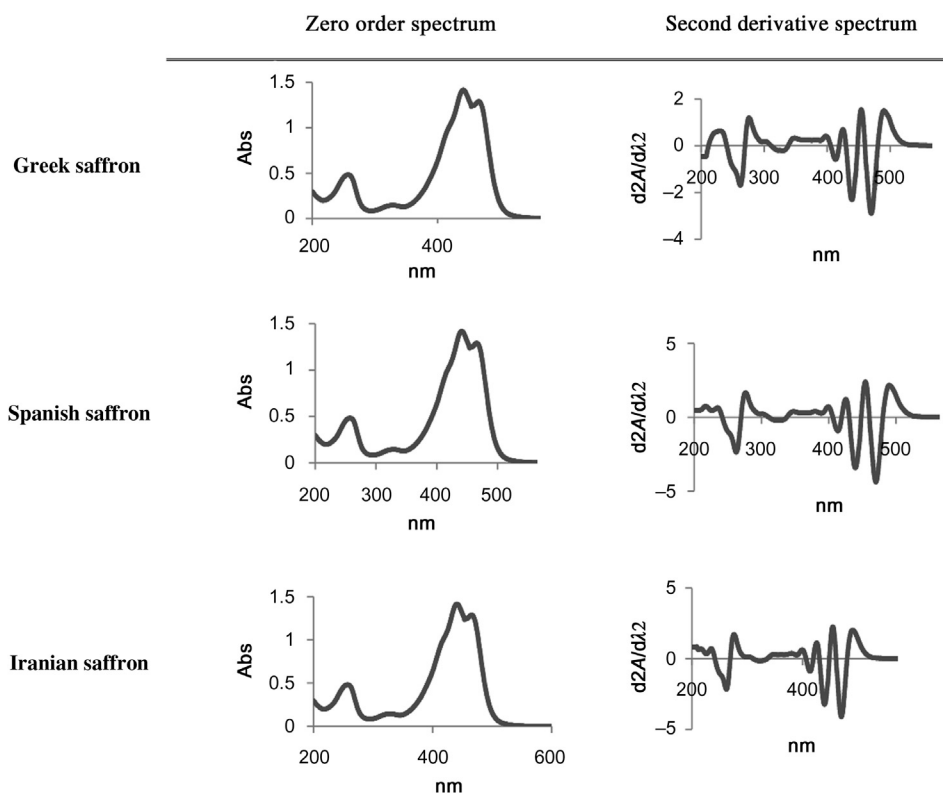 Zero order spectrum
Second derivative spectrum
Greek saffron
Abs
1.5
1
0.5
0
200
400
nm
d2A/dλ2
2
0
–2
–4
200
300
400
500
nm
Spanish saffron
Abs
1.5
1
0.5
0
200
300
400
500
nm
d2A/dλ2
5
0
–5
200
300
400
500
nm
Iranian saffron
Abs
1.5
1
0.5
0
200
400
600
nm
d2A/dλ2
5
0
–5
200
400
nm